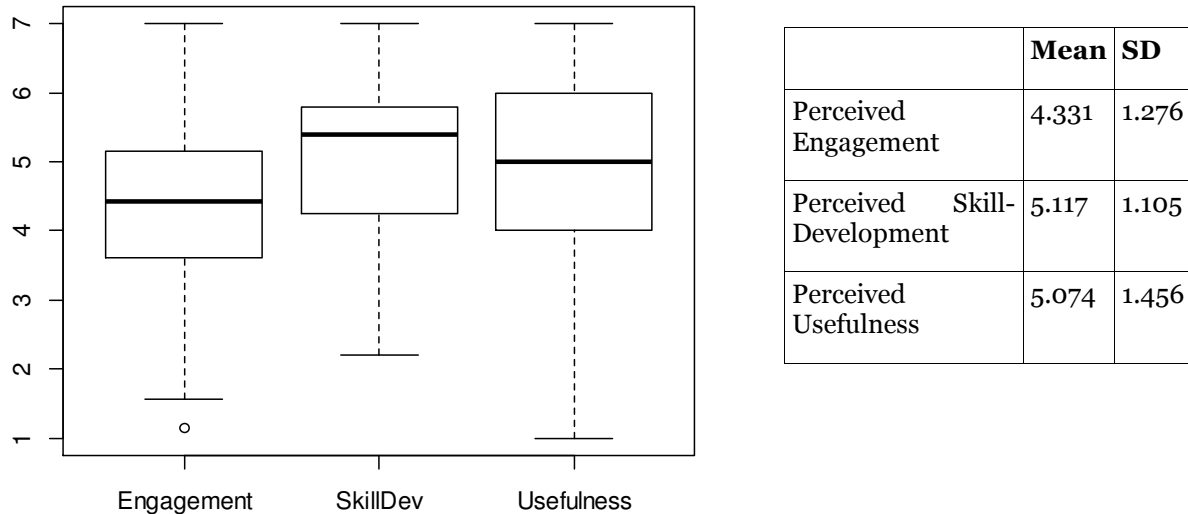 7
6
5
4
3
2
1
Engagement SkillDev Usefulness
Mean SD
Perceived 4.331 1.276
Engagement
Perceived Skill- 5.117 1.105
Development
Perceived 5.074 1.456
Usefulness